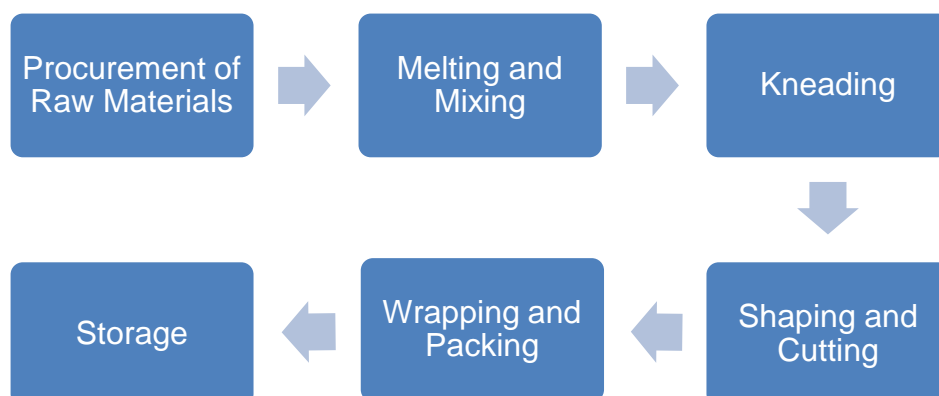 Procurement of
Raw Materials
Melting and
Mixing
Kneading
Shaping and
Cutting
Wrapping and
Packing
Storage